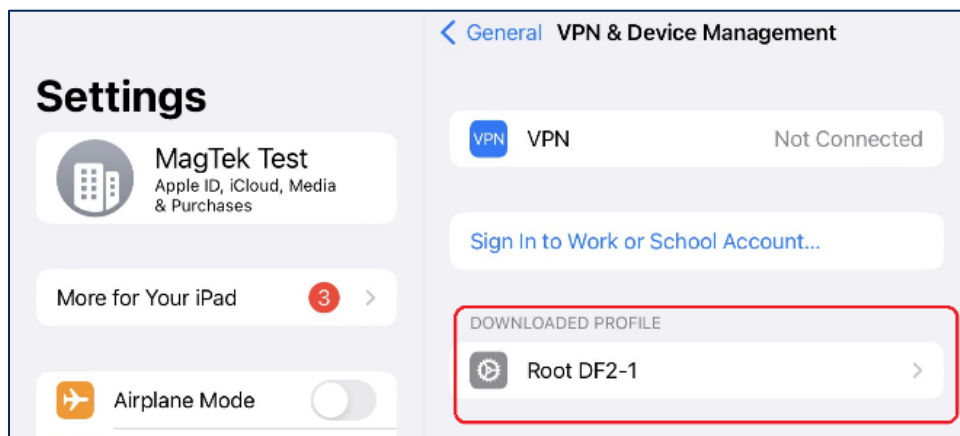 Settings
MagTek Test
Apple ID, iCloud, Media
& Purchases
More for Your iPad
3
Airplane Mode
General VPN & Device Management
VPN VPN Not Connected
Sign In to Work or School Account...
DOWNLOADED PROFILE
Root DF2-1